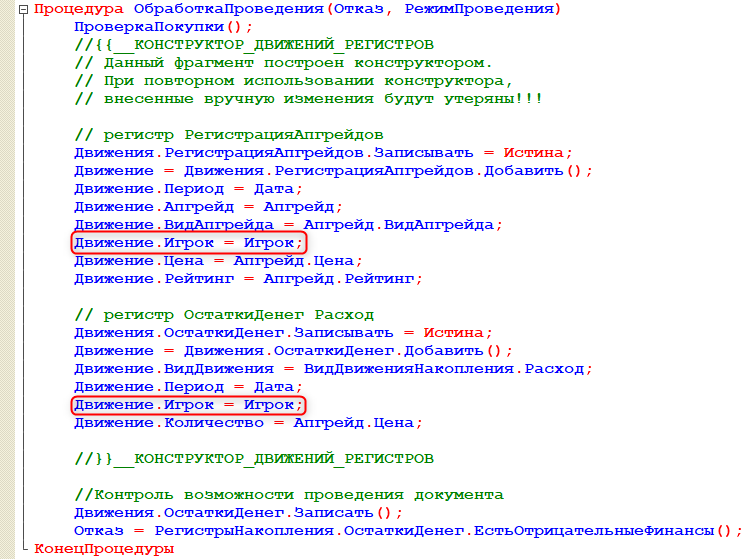 Процедура ОбработкаПроведения(Отказ, РежимПроведения)
ПроверкаПокупки();
//{{__КОНСТРУКТОР_ДВИЖЕНИЙ_РЕГИСТРОВ
// Данный фрагмент построен конструктором.
// При повторном использовании конструктора,
// внесенные вручную изменения будут утеряны!!!
// регистр РегистрацияАпгрейдов
Движения.РегистрацияАпгрейдов.Записывать = Истина;
Движение = Движения.РегистрацияАпгрейдов.Добавить();
Движение.Период = Дата;
Движение.Апгрейд = Апгрейд;
Движение.ВидАпгрейда = Апгрейд.ВидАпгрейда;
Движение.Игрок = Игрок;
Движение.Цена = Апгрейд.Цена;
Движение.Рейтинг = Апгрейд.Рейтинг;
// регистр ОстаткиДенег Расход
Движения.ОстаткиДенег.Записывать = Истина;
Движение = Движения.ОстаткиДенег.Добавить();
Движение.ВидДвижения = ВидДвиженияНакопления.Расход;
Движение.Период = Дата;
Движение.Игрок = Игрок;
Движение.Количество = Апгрейд.Цена;
//}}__КОНСТРУКТОР_ДВИЖЕНИЙ_РЕГИСТРОВ
//Контроль возможности проведения документа
Движения.ОстаткиДенег.Записать();
Отказ = РегистрыНакопления.ОстаткиДенег.ЕстьОтрицательныеФинансы();
КонецПроцедуры